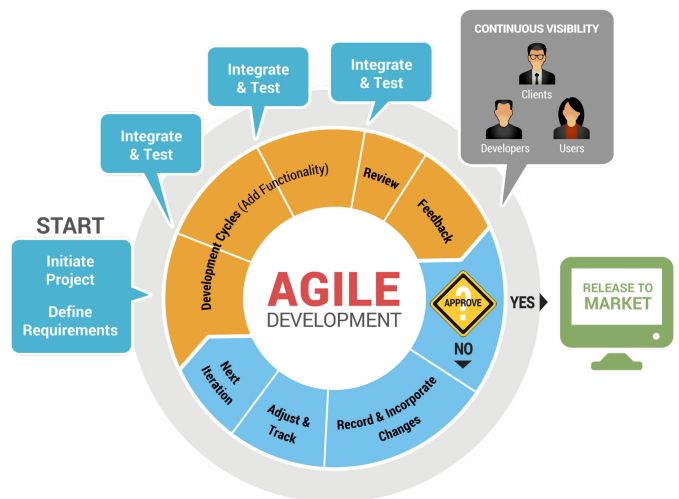 CONTINUOUS VISIBILITY
Clients
Developers
Users
Integrate
& Test
Integrate
& Test
Integrate
& Test
START
Initiate
Project
Define
Requirements
Development Cycles (Add Functionality)
Review
Feedback
AGILE
DEVELOPMENT
?
APPROVE
YES
NO
RELEASE TO
MARKET
Record & Incorporate
Changes
Adjust &
Track
Next
Iteration